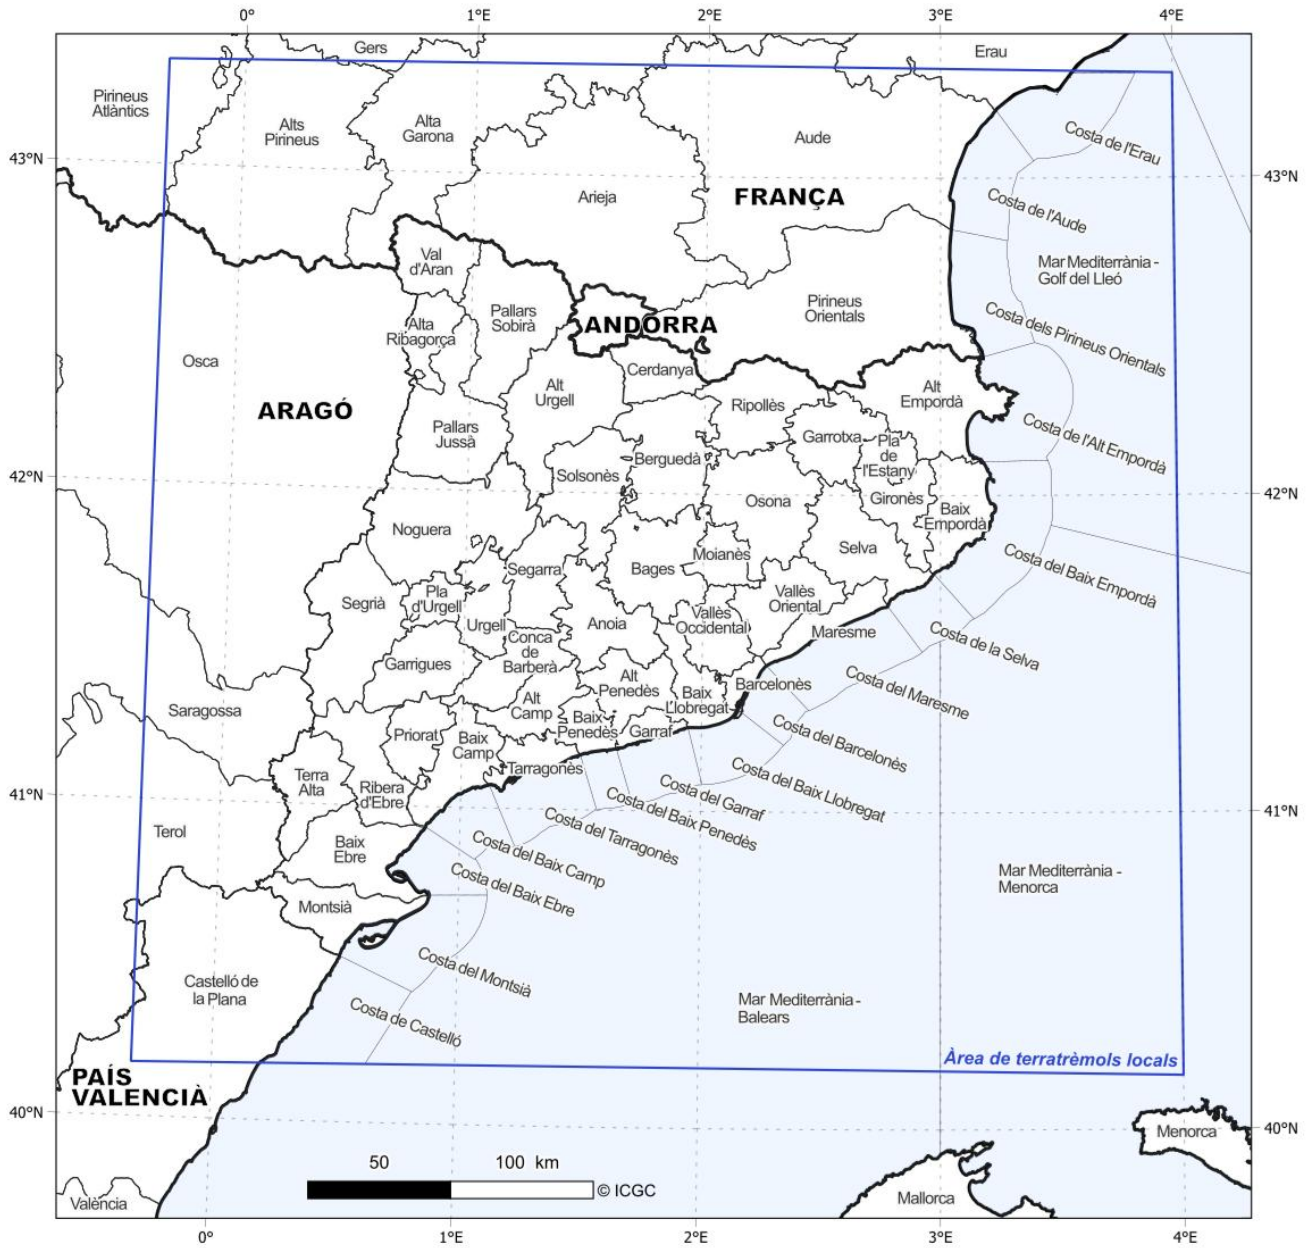 0°
1°E
2°E
3°E
4°E
Gers
Erau
Pirineus
Atlàntics
Alts
Pirineus
Alta
Garona
Aude
Costa de l'Erau
43°N
43°N
Arieja
FRANÇA
Costa de l'Aude
Val
d'Aran
Mar Mediterrània -
Golf del Lleó
Pallars
Sobirà
ANDORRA
Pirineus
Orientals
Costa dels Pirineus Orientals
Alta
Ribagorça
Osca
Cerdanya
Alt
Urgell
Alt
Empordà
ARAGÓ
Ripollès
Pallars
Jussà
Garrotxa
Pla
de
l'Estany
Costa de l'Alt Empordà
Berguedà
42°N
Solsonès
42°N
Osona
Gironès
Baix
Empordà
Noguera
Selva
Moianès
Segarra
Bages
Costa del Baix Empordà
Segrià
Pla
d'Urgell
Vallès
Oriental
Urgell
Anoia
Vallès
Occidental
Maresme
Costa de la Selva
Conca
de
Barberà
Garrigues
Alt
Penedès
Barcelonès
Costa del Maresme
Saragossa
Alt
Camp
Baix
Llobregat
Baix
Penedès
Garraf
Priorat
Baix
Camp
Costa del Barcelonès
Tarragonès
Terra
Alta
Ribera
d'Ebre
Costa del Baix Llobregat
41°N
Costa del Garraf
Costa del Baix Penedès
41°N
Terol
Costa del Tarragonès
Baix
Ebre
Costa del Baix Camp
Costa del Baix Ebre
Mar Mediterrània -
Menorca
Montsià
Castelló de
la Plana
Costa del Montsià
Mar Mediterrània -
Balears
Costa de Castelló
Àrea de terratrèmols locals
PAÍS
VALENCIÀ
40°N
40°N
Menorca
50
100 km
© ICGC
València
Mallorca
0°
1°E
2°E
3°E
4°E